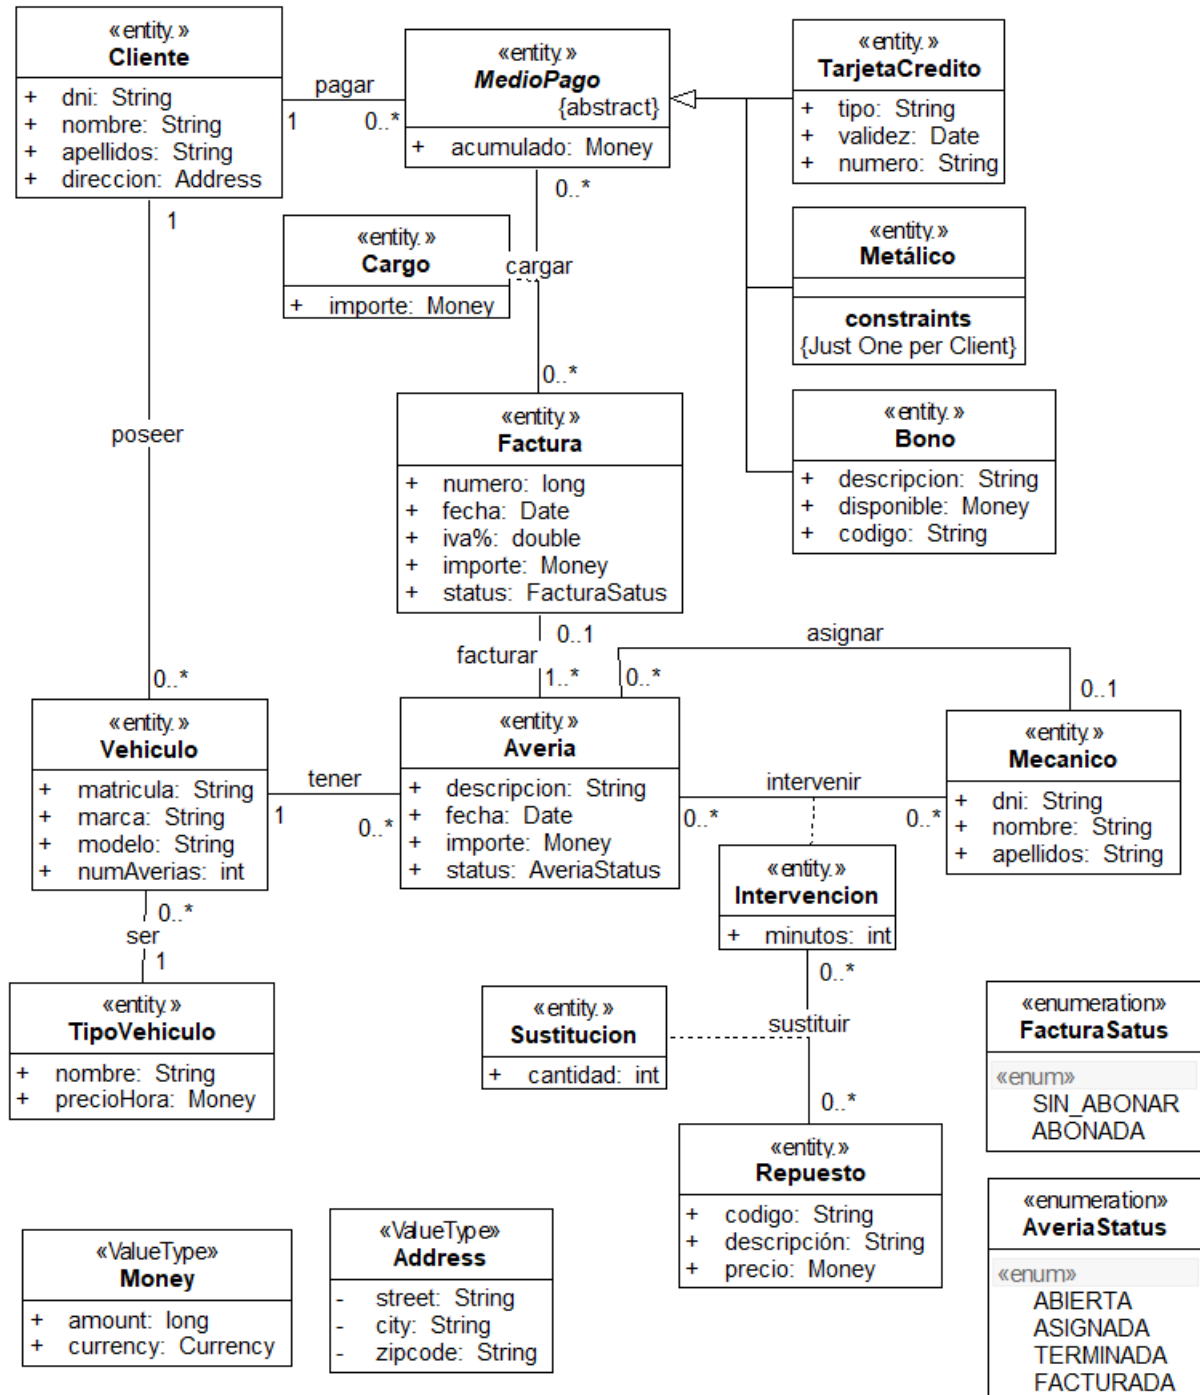 «entity.»
Cliente
+ dni: String
+ nombre: String
+ apellidos: String
+ direccion: Address
pagar
1
0..*
«entity.»
MedioPago
{abstract}
+ acumulado: Money
«entity.»
TarjetaCredito
+ tipo: String
+ validez: Date
+ numero: String
1
0..*
«entity.»
Cargo
+ importe: Money
cargar
«entity.»
Metálico
constraints
{Just One per Client}
0..*
«entity.»
Bono
+ descripcion: String
+ disponible: Money
+ codigo: String
poseer
«entity.»
Factura
+ numero: long
+ fecha: Date
+ iva%: double
+ importe: Money
+ status: FacturaSatus
0..1
facturar
1..*
asignar
0..*
0..1
0..*
«entity.»
Vehiculo
+ matricula: String
+ marca: String
+ modelo: String
+ numAverias: int
tener
1
0..*
«entity.»
Averia
+ descripcion: String
+ fecha: Date
+ importe: Money
+ status: AveriaStatus
intervenir
0..*
0..*
«entity.»
Mecanico
+ dni: String
+ nombre: String
+ apellidos: String
«entity.»
Intervencion
+ minutos: int
0..*
ser
1
«entity.»
TipoVehiculo
+ nombre: String
+ precioHora: Money
0..*
«entity.»
Sustitucion
+ cantidad: int
sustituir
0..*
«entity.»
Repuesto
+ codigo: String
+ descripción: String
+ precio: Money
«enumeration»
FacturaSatus
«enum»
SIN_ABONAR
ABONADA
«ValueType»
Money
+ amount: long
+ currency: Currency
«ValueType»
Address
- street: String
- city: String
- zipcode: String
«enumeration»
AveriaStatus
«enum»
ABIERTA
ASIGNADA
TERMINADA
FACTURADA